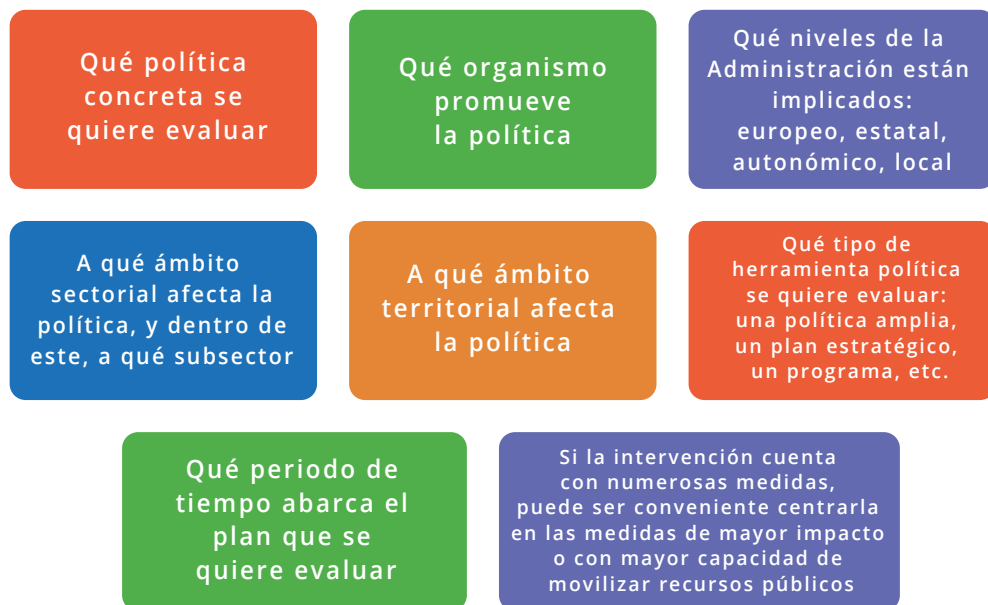 Qué política
concreta se
quiere evaluar
Qué organismo
promueve
la política
Qué niveles de la
Administración están
implicados:
europeo, estatal,
autonómico, local
A qué ámbito
sectorial afecta la
política, y dentro de
este, a qué subsector
A qué ámbito
territorial afecta
la política
Qué tipo de
herramienta política
se quiere evaluar:
una política amplia,
un plan estratégico,
un programa, etc.
Qué periodo de
tiempo abarca el
plan que se
quiere evaluar
Si la intervención cuenta
con numerosas medidas,
puede ser conveniente centrarla
en las medidas de mayor impacto
o con mayor capacidad de
movilizar recursos públicos